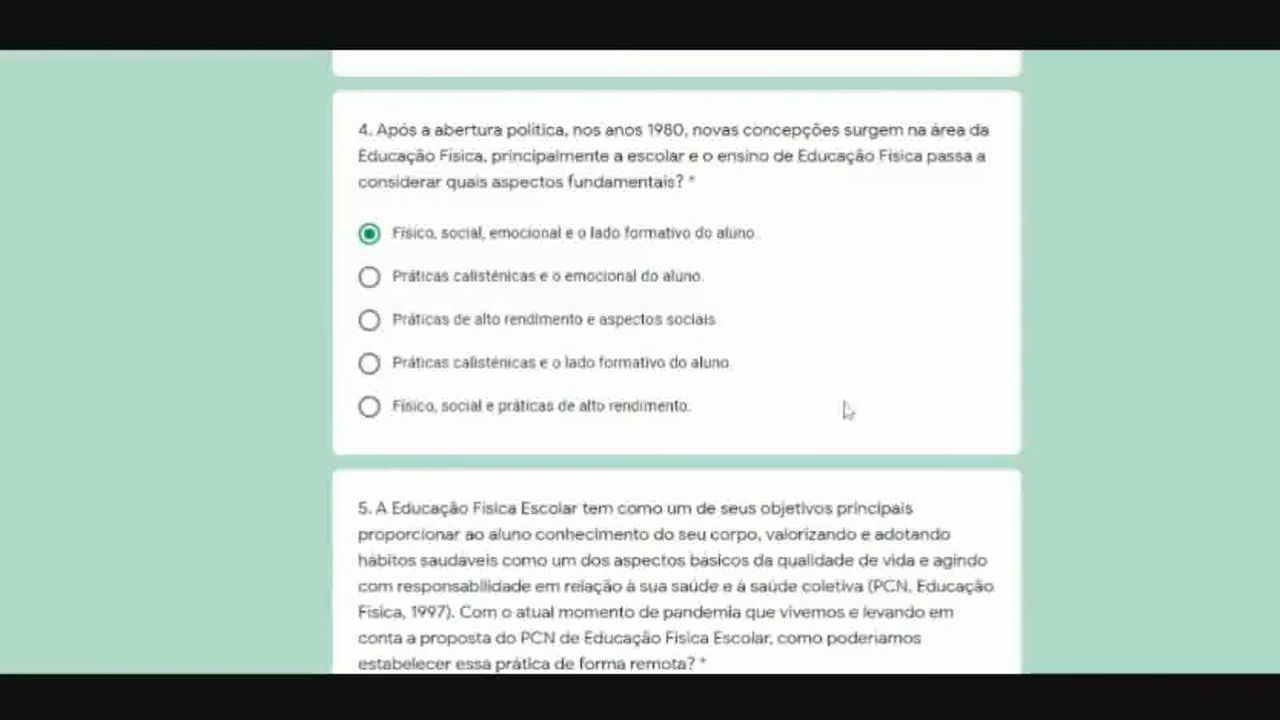 4. Após a abertura política, nos anos 1980, novas concepções surgem na área da
Educação Física, principalmente a escolar e o ensino de Educação Física passa a
considerar quais aspectos fundamentais? *
Físico, social, emocional e o lado formativo do aluno.
Práticas calistênicas e o emocional do aluno.
Práticas de alto rendimento e aspectos sociais.
Práticas calistênicas e o lado formativo do aluno.
Físico, social e práticas de alto rendimento.
5. A Educação Física Escolar tem como um de seus objetivos principais
proporcionar ao aluno conhecimento do seu corpo, valorizando e adotando
hábitos saudáveis como um dos aspectos básicos da qualidade de vida e agindo
com responsabilidade em relação à sua saúde e à saúde coletiva (PCN, Educação
Física, 1997). Com o atual momento de pandemia que vivemos e levando em
conta a proposta do PCN de Educação Física Escolar, como poderíamos
estabelecer essa prática de forma remota? *